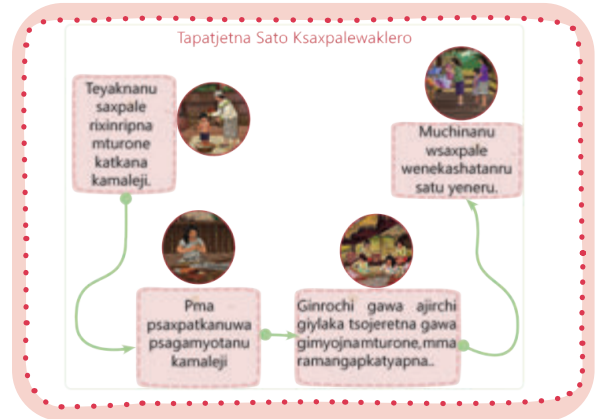 Tapatjetna Sato Ksaxpalewaklero
Teyaknanu
saxpale
rixinripna
mturone
katkana
kamaleji.
Pma
psaxpatkanuwa
psagamyotanu
kamaleji
Ginrochi gawa ajirchi
giylaka tsojeretna gawa
gimyojnamturone,mma
ramangapkatyapna..
Muchinanu
wsaxpale
wenekashatanru
satu yeneru.